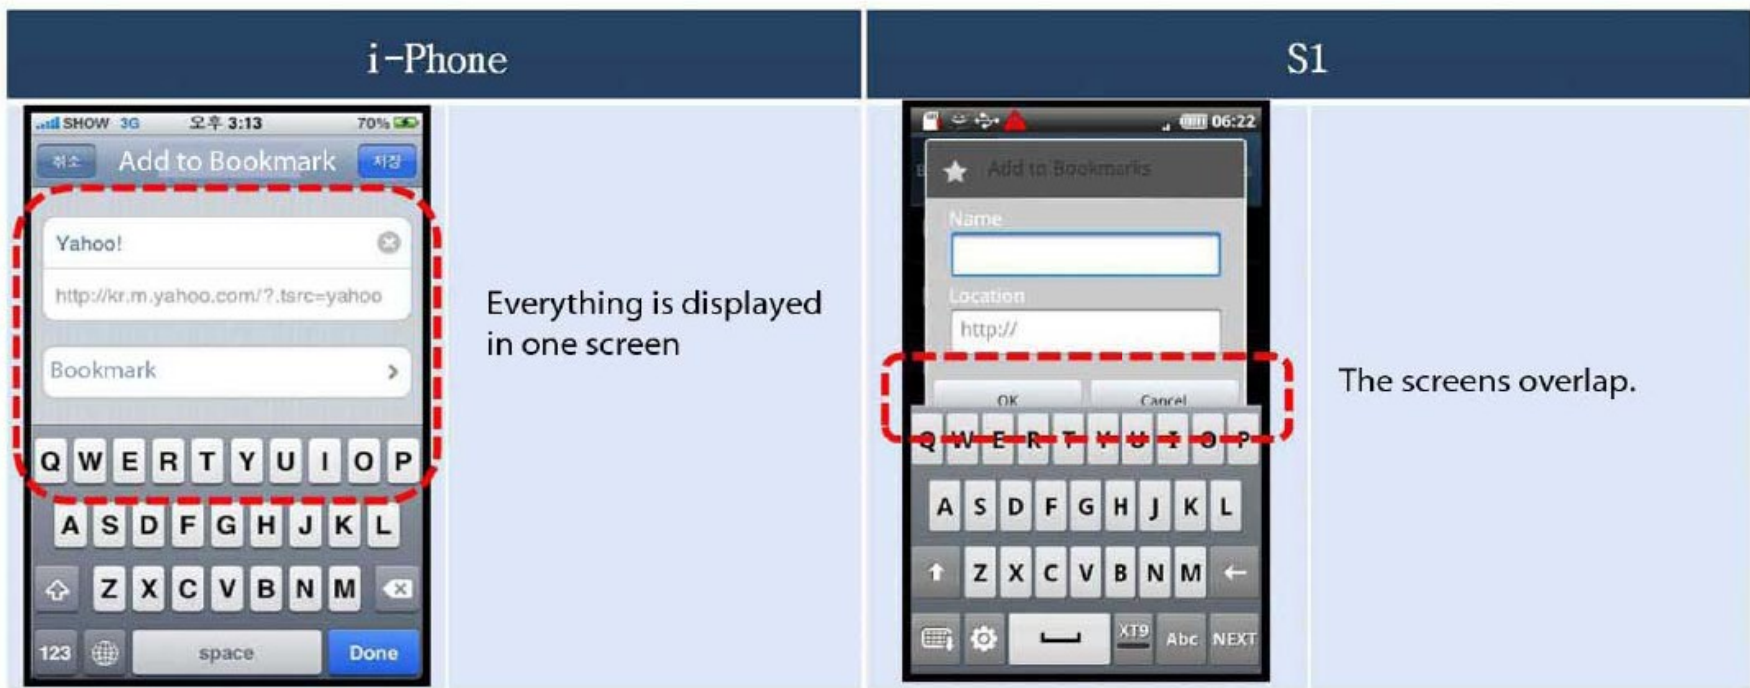 i-Phone
S1
SHOW 3G 오후 3:13 70%
취소 Add to Bookmark 저장
Yahoo!
http://kr.m.yahoo.com/?.tsrc=yahoo
Bookmark
Q W E R T Y U I O P
A S D F G H J K L
Z X C V B N M
123 space Done
Everything is displayed
in one screen
06:22
Add to Bookmarks
Name
Location
http://
OK Cancel
Q W E R T Y U I O P
A S D F G H J K L
Z X C V B N M
XT9 Abc NEXT
The screens overlap.